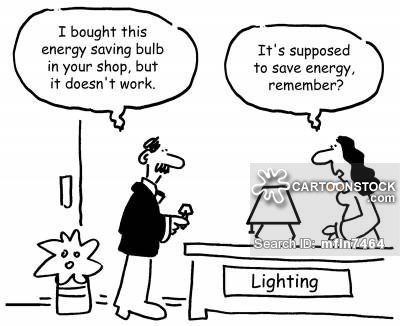 I bought this
energy saving bulb
in your shop, but
it doesn't work.
It's supposed
to save energy,
remember?
CARTOONSTOCK
.com
Search ID: mfln7464
Lighting